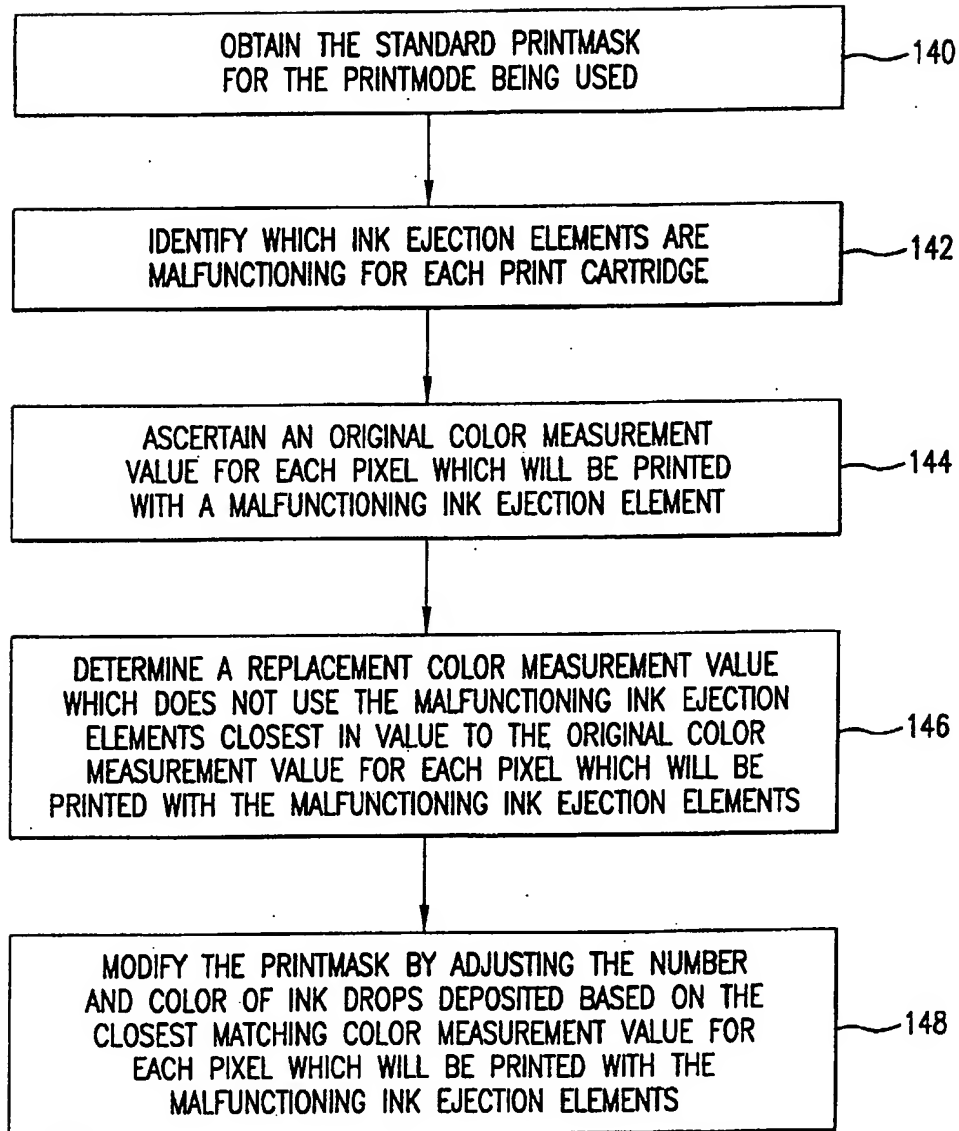 OBTAIN THE STANDARD PRINTMASK
FOR THE PRINTMODE BEING USED
140
IDENTIFY WHICH INK EJECTION ELEMENTS ARE
MALFUNCTIONING FOR EACH PRINT CARTRIDGE
142
ASCERTAIN AN ORIGINAL COLOR MEASUREMENT
VALUE FOR EACH PIXEL WHICH WILL BE PRINTED
WITH A MALFUNCTIONING INK EJECTION ELEMENT
144
DETERMINE A REPLACEMENT COLOR MEASUREMENT VALUE
WHICH DOES NOT USE THE MALFUNCTIONING INK EJECTION
ELEMENTS CLOSEST IN VALUE TO THE ORIGINAL COLOR
MEASUREMENT VALUE FOR EACH PIXEL WHICH WILL BE
PRINTED WITH THE MALFUNCTIONING INK EJECTION ELEMENTS
146
MODIFY THE PRINTMASK BY ADJUSTING THE NUMBER
AND COLOR OF INK DROPS DEPOSITED BASED ON THE
CLOSEST MATCHING COLOR MEASUREMENT VALUE FOR
EACH PIXEL WHICH WILL BE PRINTED WITH THE
MALFUNCTIONING INK EJECTION ELEMENTS
148